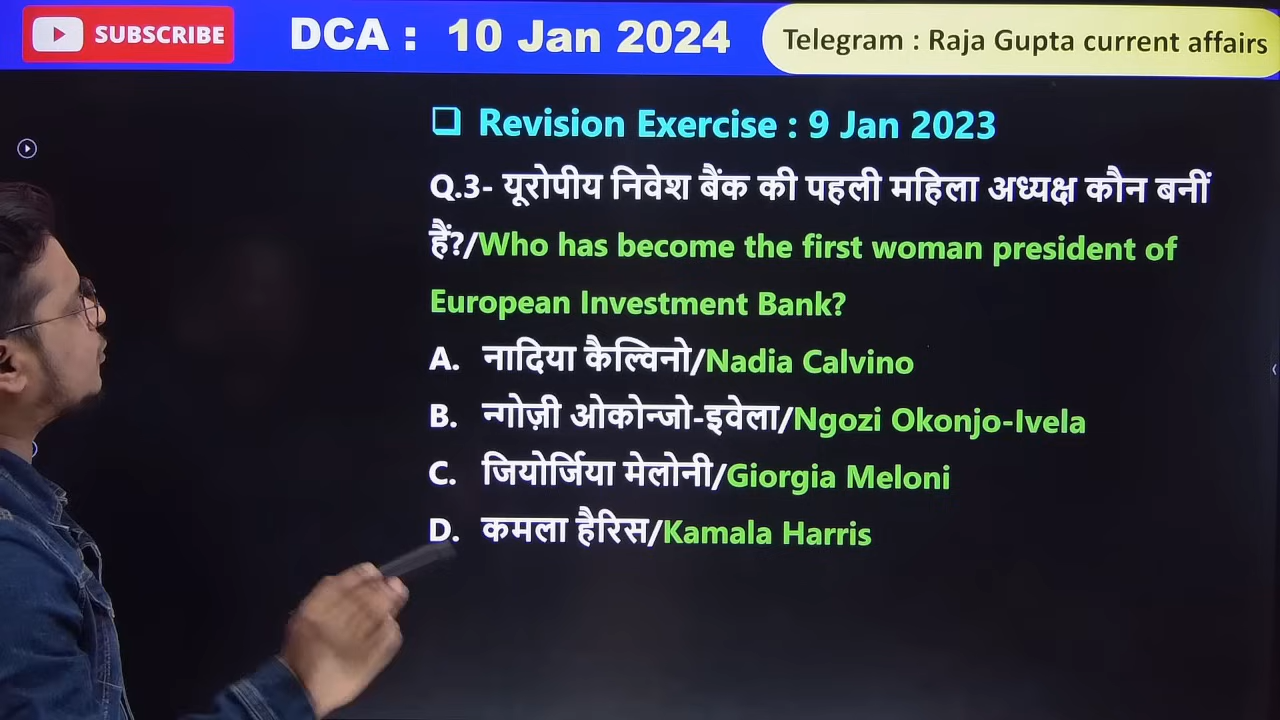 SUBSCRIBE
DCA : 10 Jan 2024
Telegram : Raja Gupta current affairs
❑ Revision Exercise : 9 Jan 2023
Q.3- यूरोपीय निवेश बैंक की पहली महिला अध्यक्ष कौन बनीं
हैं?/Who has become the first woman president of
European Investment Bank?
A. नादिया कैल्विनो/Nadia Calvino
B. न्गोज़ी ओकोन्जो-इवेला/Ngozi Okonjo-Ivela
C. जियोर्जिया मेलोनी/Giorgia Meloni
D. कमला हैरिस/Kamala Harris